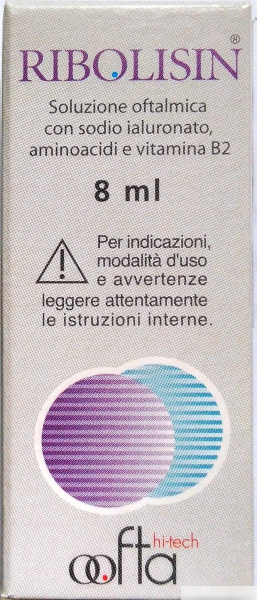 RIBOLISIN®
Soluzione oftalmica
con sodio ialuronato,
aminoacidi e vitamina B2
8 ml
Per indicazioni,
modalità d'uso
e avvertenze
leggere attentamente
le istruzioni interne.
hi-tech
oofta